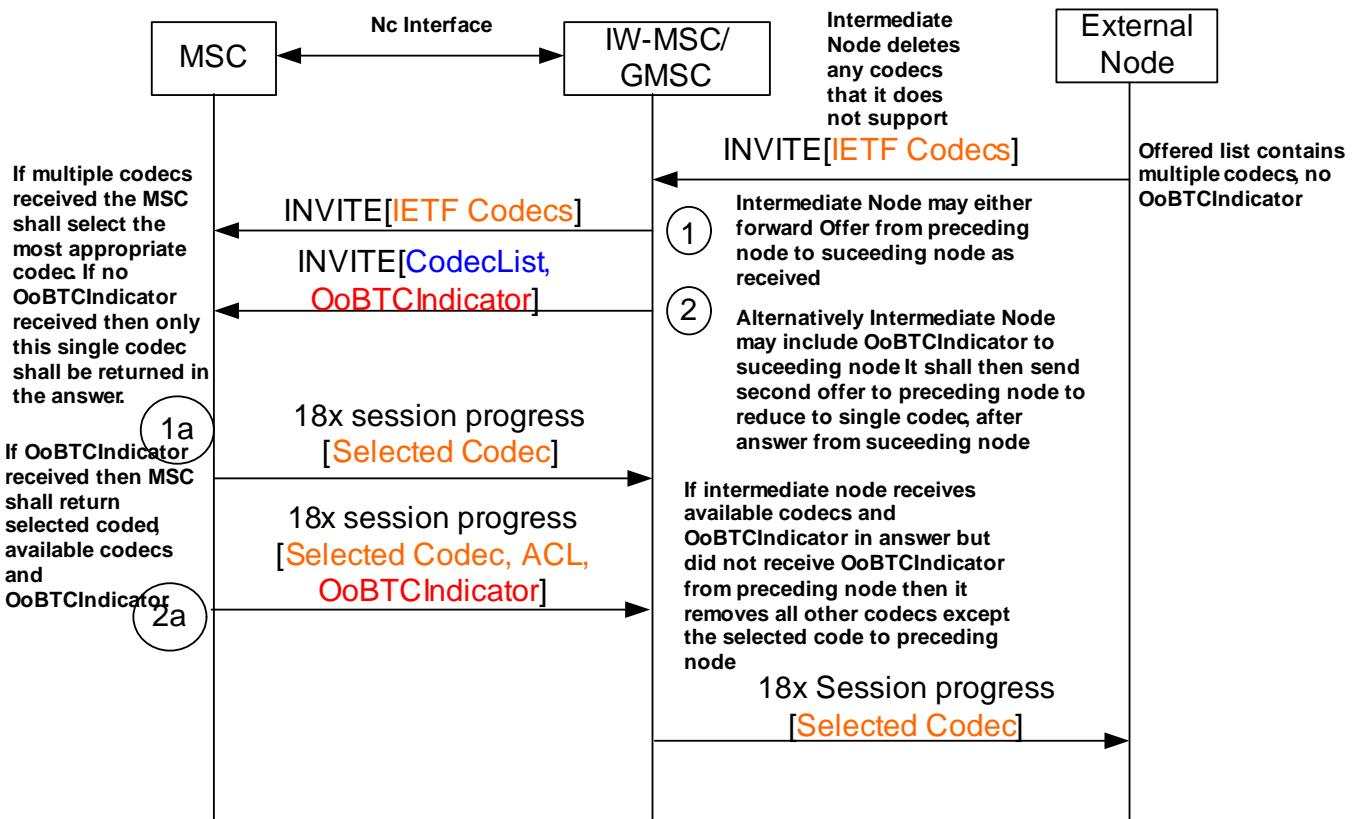 MSC
Nc Interface
IW-MSC/
GMSC
Intermediate
Node deletes
any codecs
that it does
not support
External
Node
INVITE[IETF Codecs]
Offered list contains
multiple codecs, no
OoBTCIndicator
If multiple codecs
received the MSC
shall select the
most appropriate
codec. If no
OoBTCIndicator
received then only
this single codec
shall be returned in
the answer.
INVITE[IETF Codecs]
1
Intermediate Node may either
forward Offer from preceding
node to suceeding node as
received
INVITE[CodecList,
OoBTCIndicator]
2
Alternatively Intermediate Node
may include OoBTCIndicator to
suceeding node It shall then send
second offer to preceding node to
reduce to single codec, after
answer from suceeding node
1a
18x session progress
[Selected Codec]
If OoBTCIndicator
received then MSC
shall return
selected coded,
available codecs
and
OoBTCIndicator
2a
18x session progress
[Selected Codec, ACL,
OoBTCIndicator]
If intermediate node receives
available codecs and
OoBTCIndicator in answer but
did not receive OoBTCIndicator
from preceding node then it
removes all other codecs except
the selected code to preceding
node
18x Session progress
[Selected Codec]